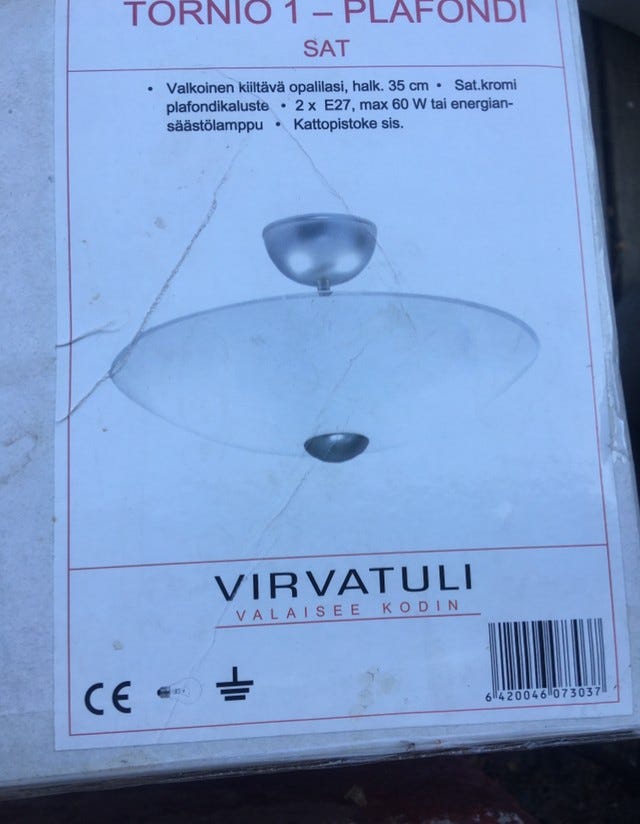 TORNIO 1 – PLAFONDI
SAT
• Valkoinen kiiltävä opalilasi, halk. 35 cm • Sat.kromi
plafondikaluste • 2 x E27, max 60 W tai energian-
säästölamppu • Kattopistoke sis.
VIRVATULI
VALAISEE KODIN
CE
6 420046 073037